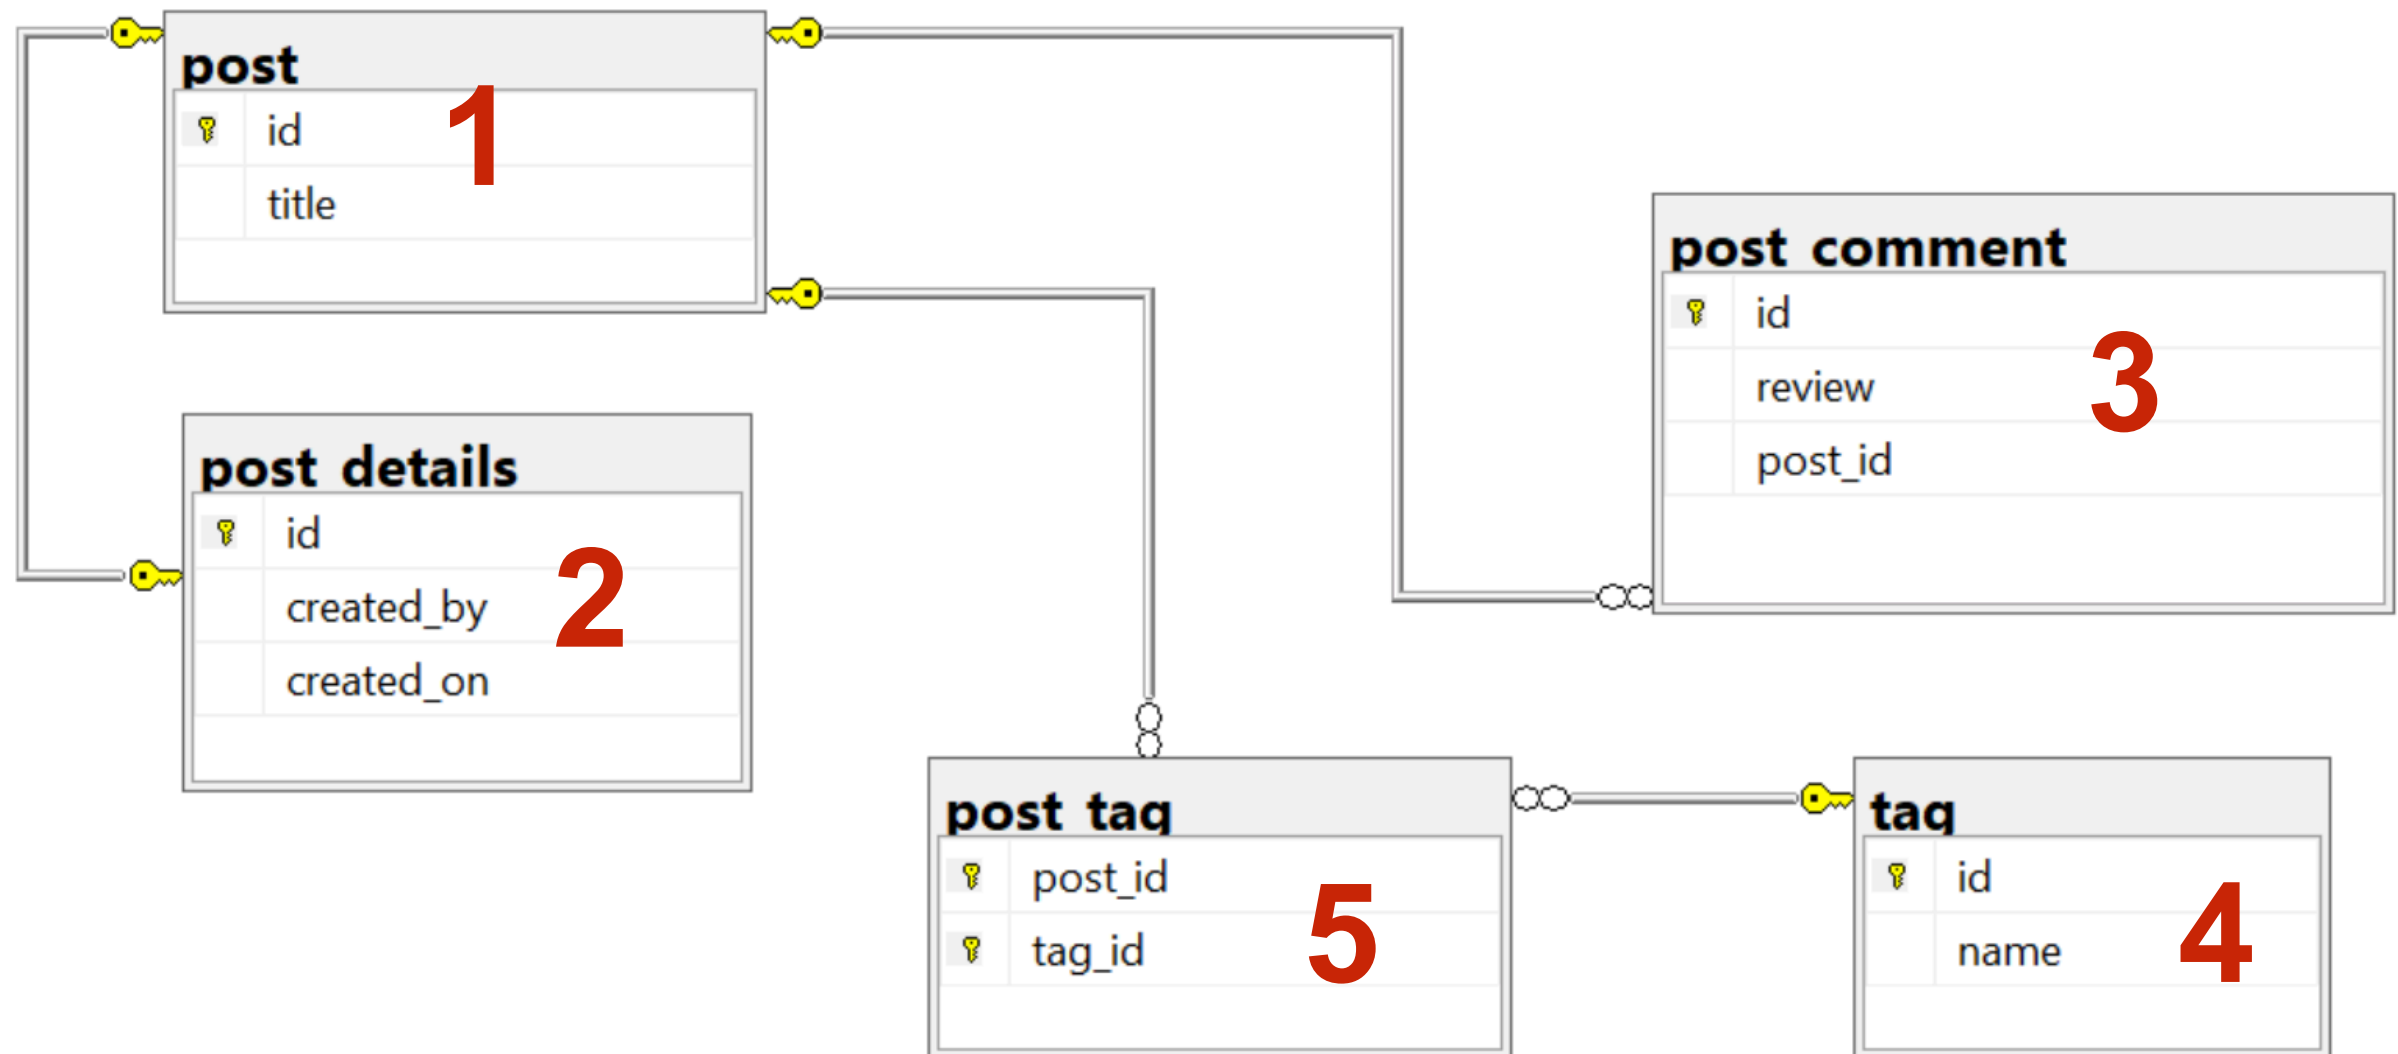 post
id
title
1
post_details
id
created_by
created_on
2
post_comment
id
review
post_id
3
post_tag
post_id
tag_id
5
tag
id
name
4